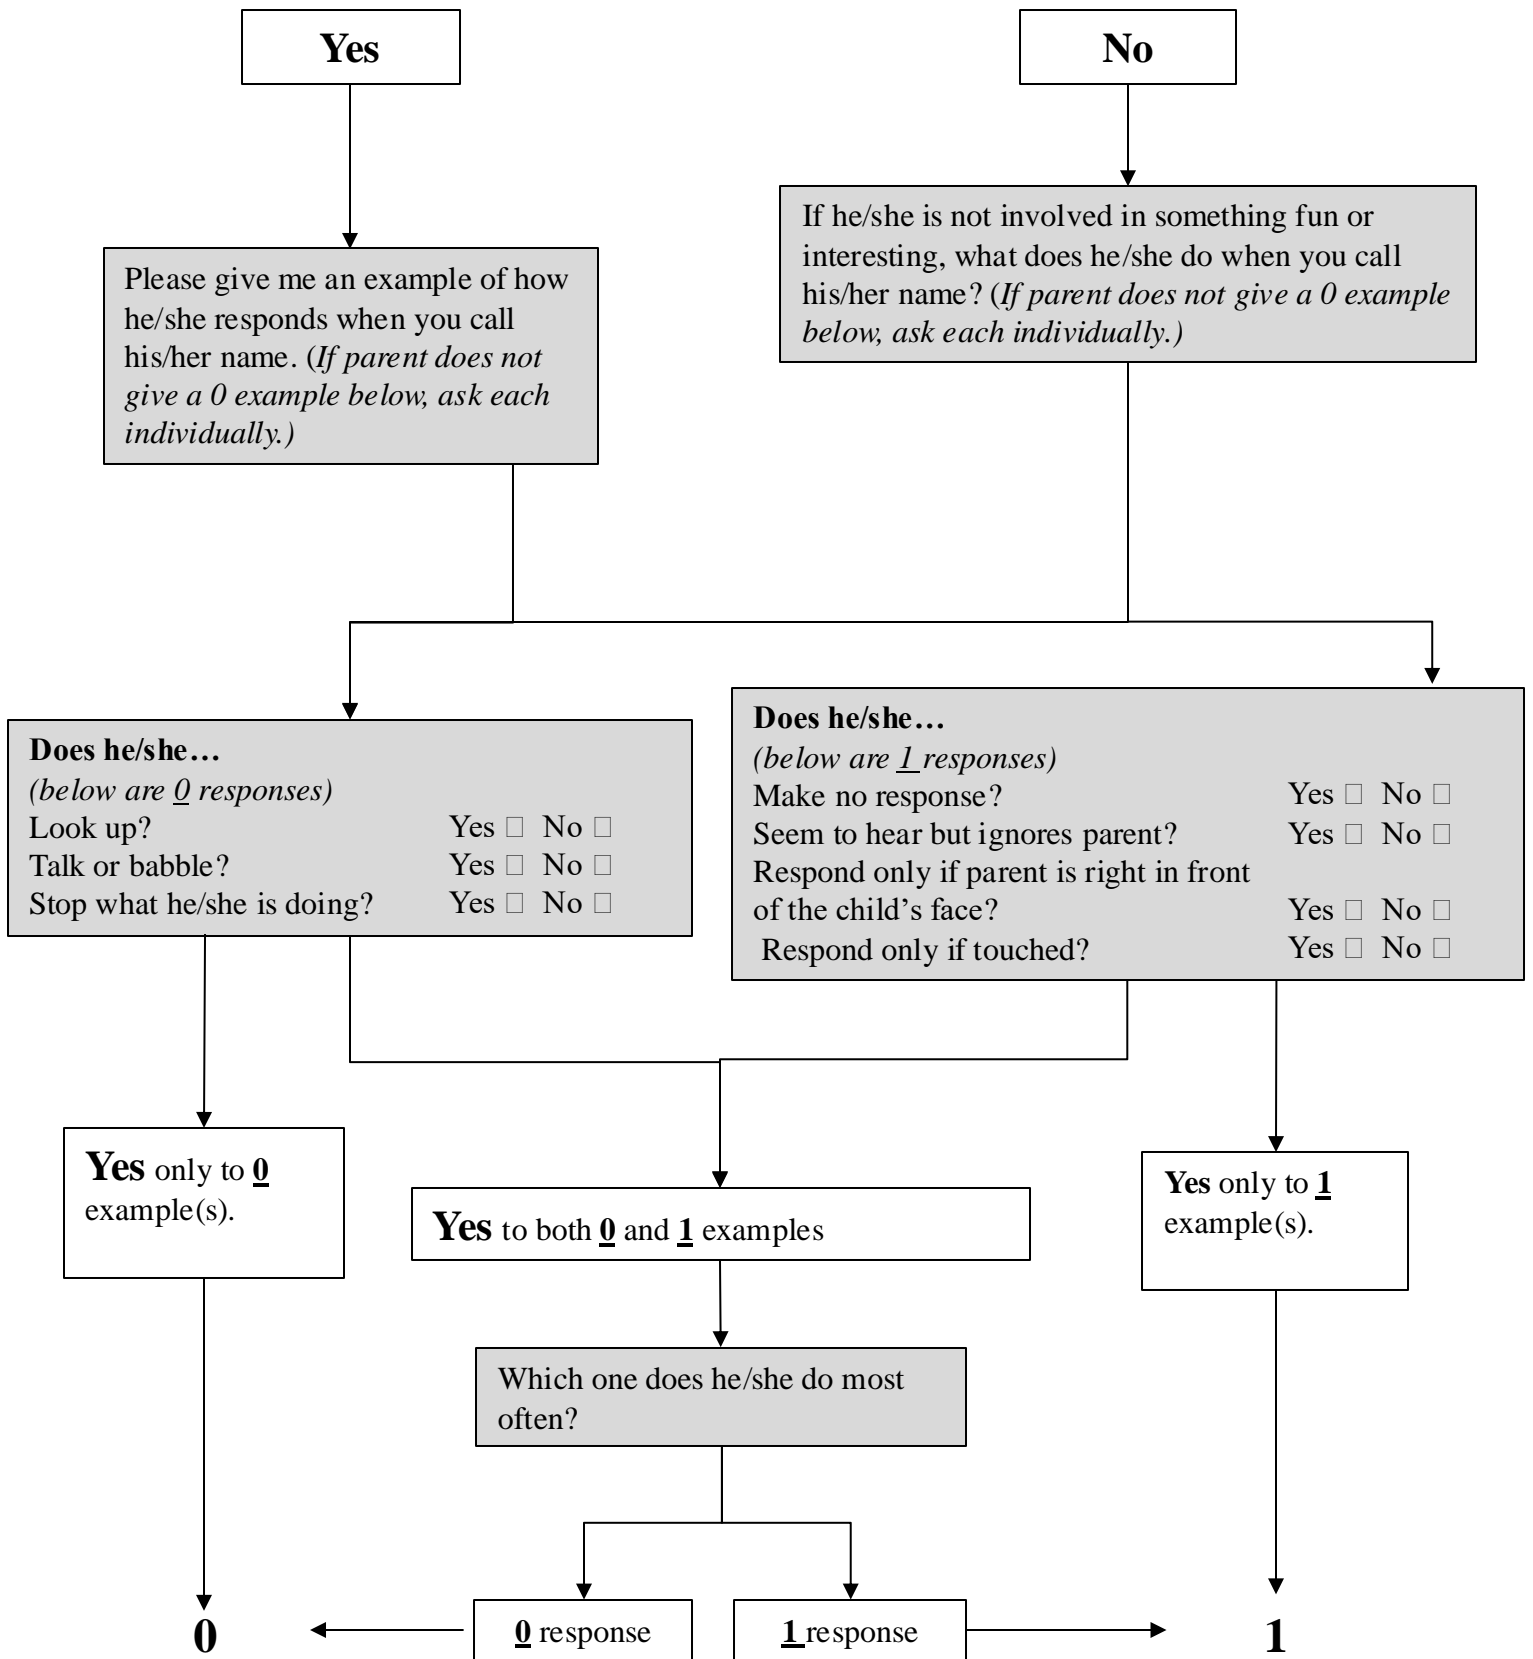 Yes
No
Please give me an example of how
he/she responds when you call
his/her name. (If parent does not
give a 0 example below, ask each
individually.)
If he/she is not involved in something fun or
interesting, what does he/she do when you call
his/her name? (If parent does not give a 0 example
below, ask each individually.)
Does he/she…
(below are 0 responses)
Look up? Yes □ No □
Talk or babble? Yes □ No □
Stop what he/she is doing? Yes □ No □
Does he/she…
(below are 1 responses)
Make no response? Yes □ No □
Seem to hear but ignores parent? Yes □ No □
Respond only if parent is right in front
of the child’s face? Yes □ No □
Respond only if touched? Yes □ No □
Yes only to 0
example(s).
Yes to both 0 and 1 examples
Yes only to 1
example(s).
Which one does he/she do most
often?
0
0 response
1 response
1